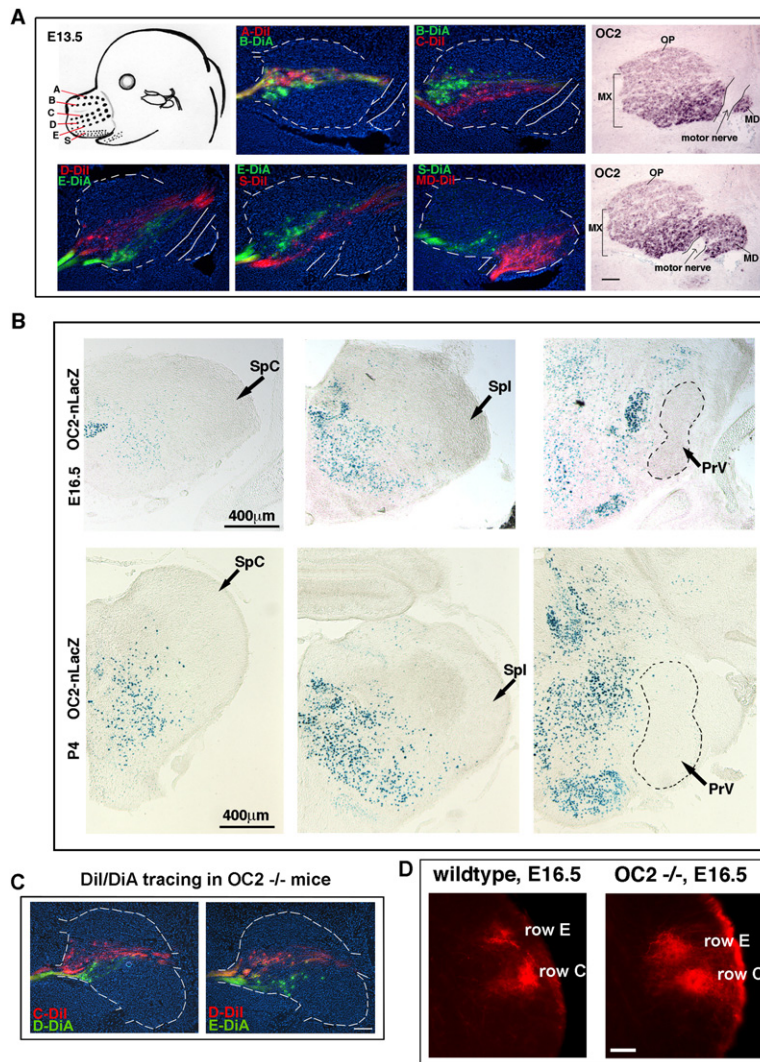 A
E13.5
A
B
C
D
E
S
A-DiI
B-DiA
B-DiA
C-DiI
OC2
OP
MX
motor nerve
MD
D-DiI
E-DiA
E-DiA
S-DiI
S-DiA
MD-DiI
OC2
OP
MX
motor nerve
MD
B
E16.5 OC2-nLacZ
SpC
400μm
SpI
PrV
P4 OC2-nLacZ
SpC
400μm
SpI
PrV
C
DiI/DiA tracing in OC2 -/- mice
C-DiI
D-DiA
D-DiI
E-DiA
D
wildtype, E16.5
row E
row C
OC2 -/-, E16.5
row E
row C